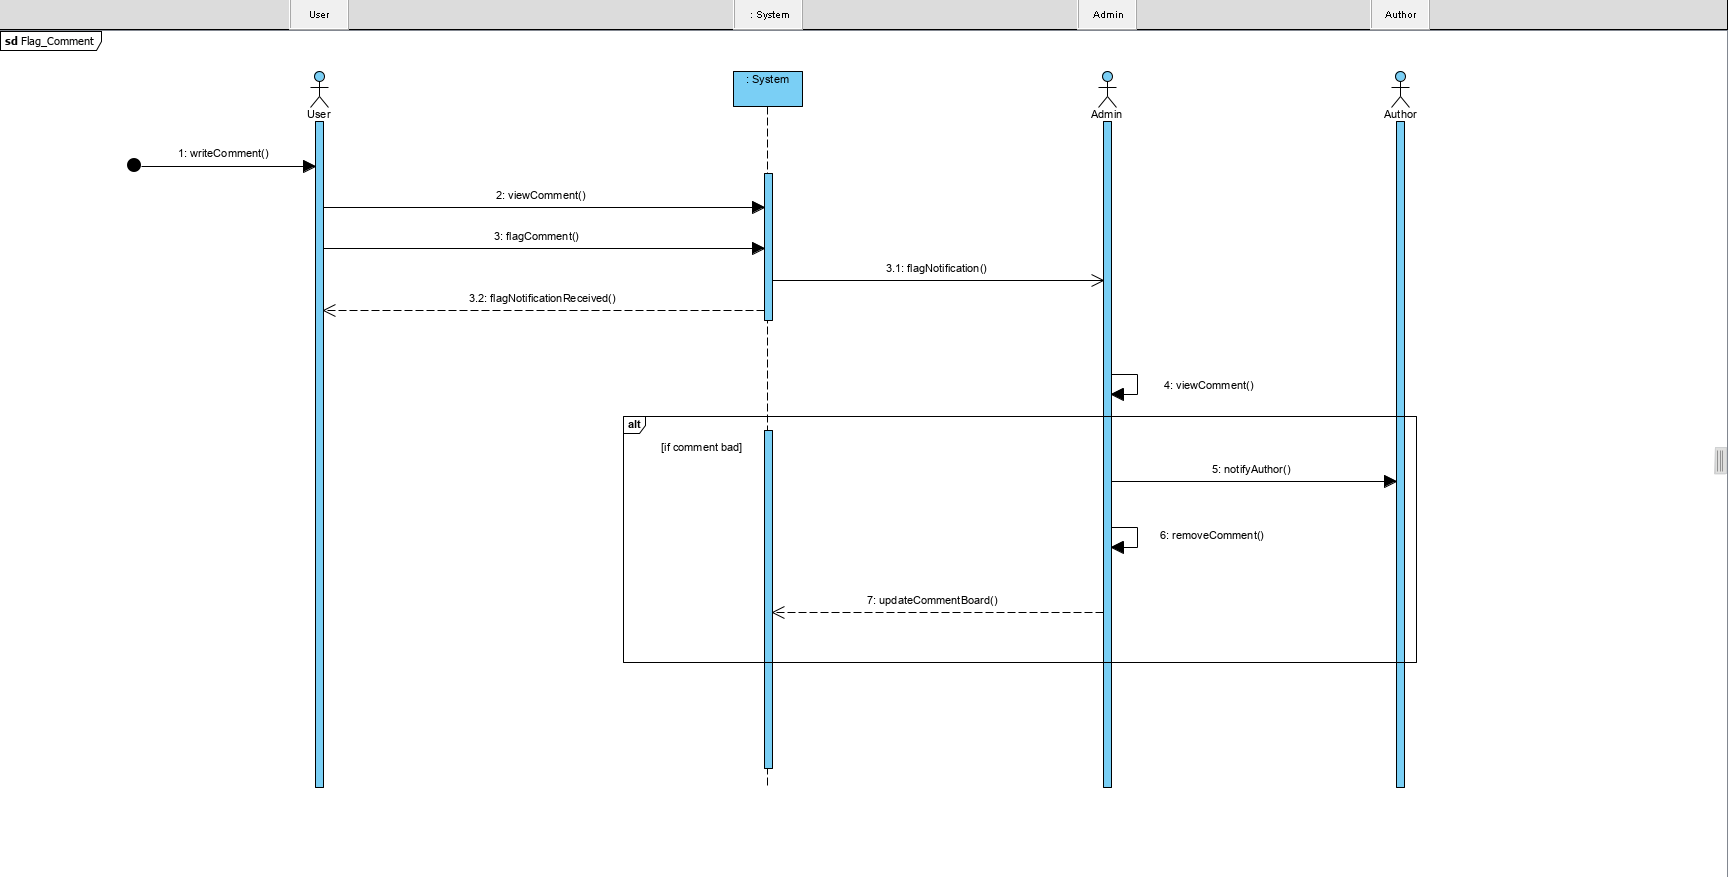 User
: System
Admin
Author
sd Flag_Comment
: System
User
Admin
Author
1: writeComment()
2: viewComment()
3: flagComment()
3.1: flagNotification()
3.2: flagNotificationReceived()
4: viewComment()
alt
[if comment bad]
5: notifyAuthor()
6: removeComment()
7: updateCommentBoard()